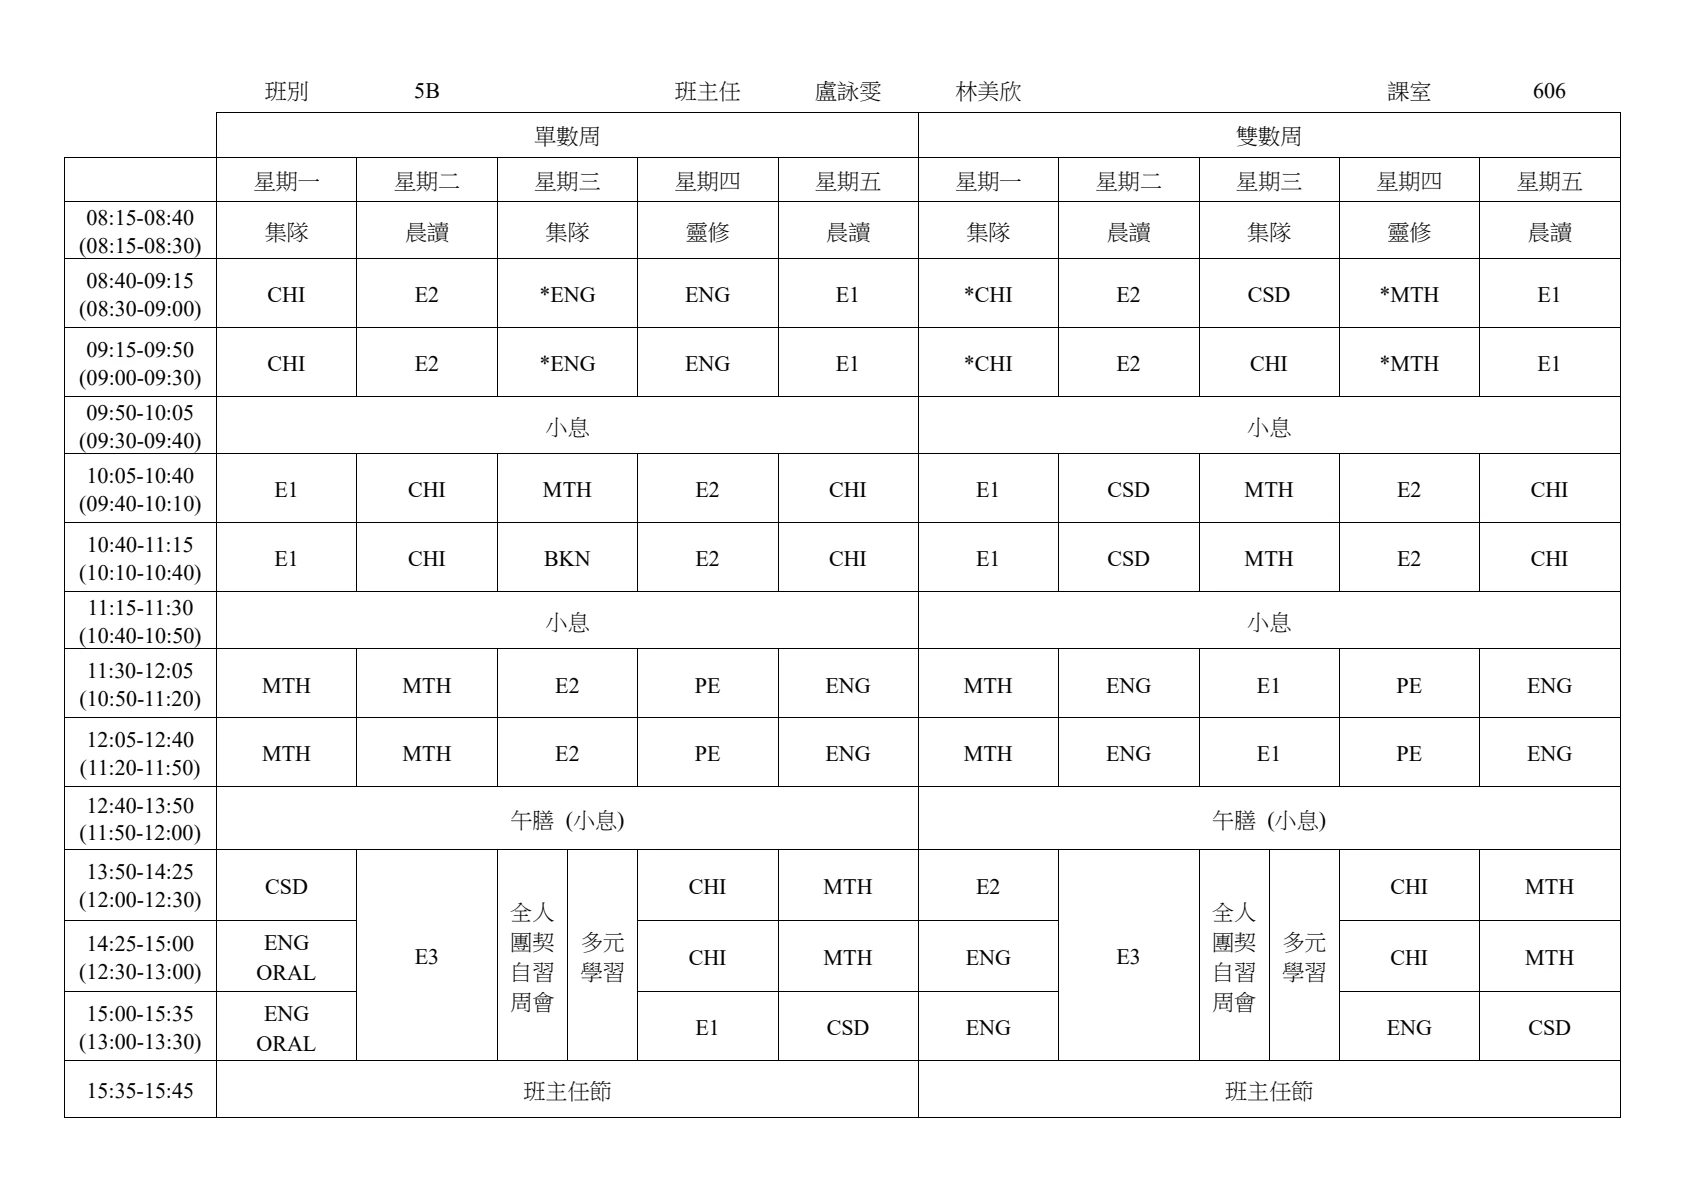 班別 5B 班主任 盧詠雯 林美欣 課室 606
單數周 雙數周
星期一 星期二 星期三 星期四 星期五 星期一 星期二 星期三 星期四 星期五
08:15-08:40
(08:15-08:30)
集隊 晨讀 集隊 靈修 晨讀 集隊 晨讀 集隊 靈修 晨讀
08:40-09:15
(08:30-09:00)
CHI E2 *ENG ENG E1 *CHI E2 CSD *MTH E1
09:15-09:50
(09:00-09:30)
CHI E2 *ENG ENG E1 *CHI E2 CHI *MTH E1
09:50-10:05
(09:30-09:40)
小息 小息
10:05-10:40
(09:40-10:10)
E1 CHI MTH E2 CHI E1 CSD MTH E2 CHI
10:40-11:15
(10:10-10:40)
E1 CHI BKN E2 CHI E1 CSD MTH E2 CHI
11:15-11:30
(10:40-10:50)
小息 小息
11:30-12:05
(10:50-11:20)
MTH MTH E2 PE ENG MTH ENG E1 PE ENG
12:05-12:40
(11:20-11:50)
MTH MTH E2 PE ENG MTH ENG E1 PE ENG
12:40-13:50
(11:50-12:00)
午膳 (小息) 午膳 (小息)
13:50-14:25
(12:00-12:30)
CSD CHI MTH E2 CHI MTH
14:25-15:00
(12:30-13:00)
ENG
ORAL
E3
全人
團契
自習
周會
多元
學習
CHI MTH ENG
E3
全人
團契
自習
周會
多元
學習
CHI MTH
15:00-15:35
(13:00-13:30)
ENG
ORAL
E1 CSD ENG ENG CSD
15:35-15:45 班主任節 班主任節